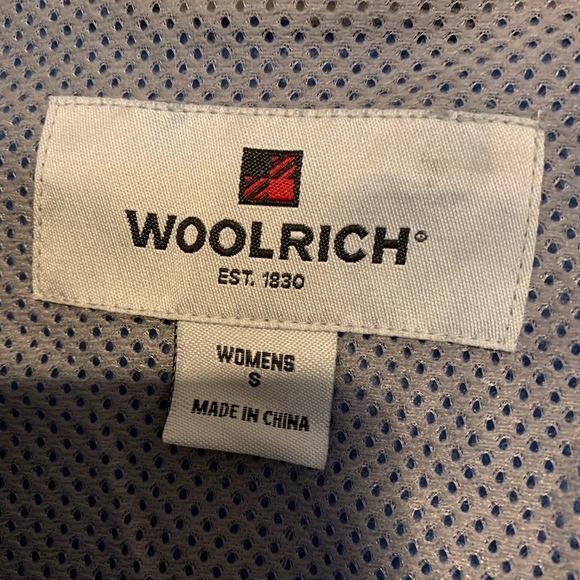 WOOLRICH®
EST. 1830
WOMENS
S
MADE IN CHINA